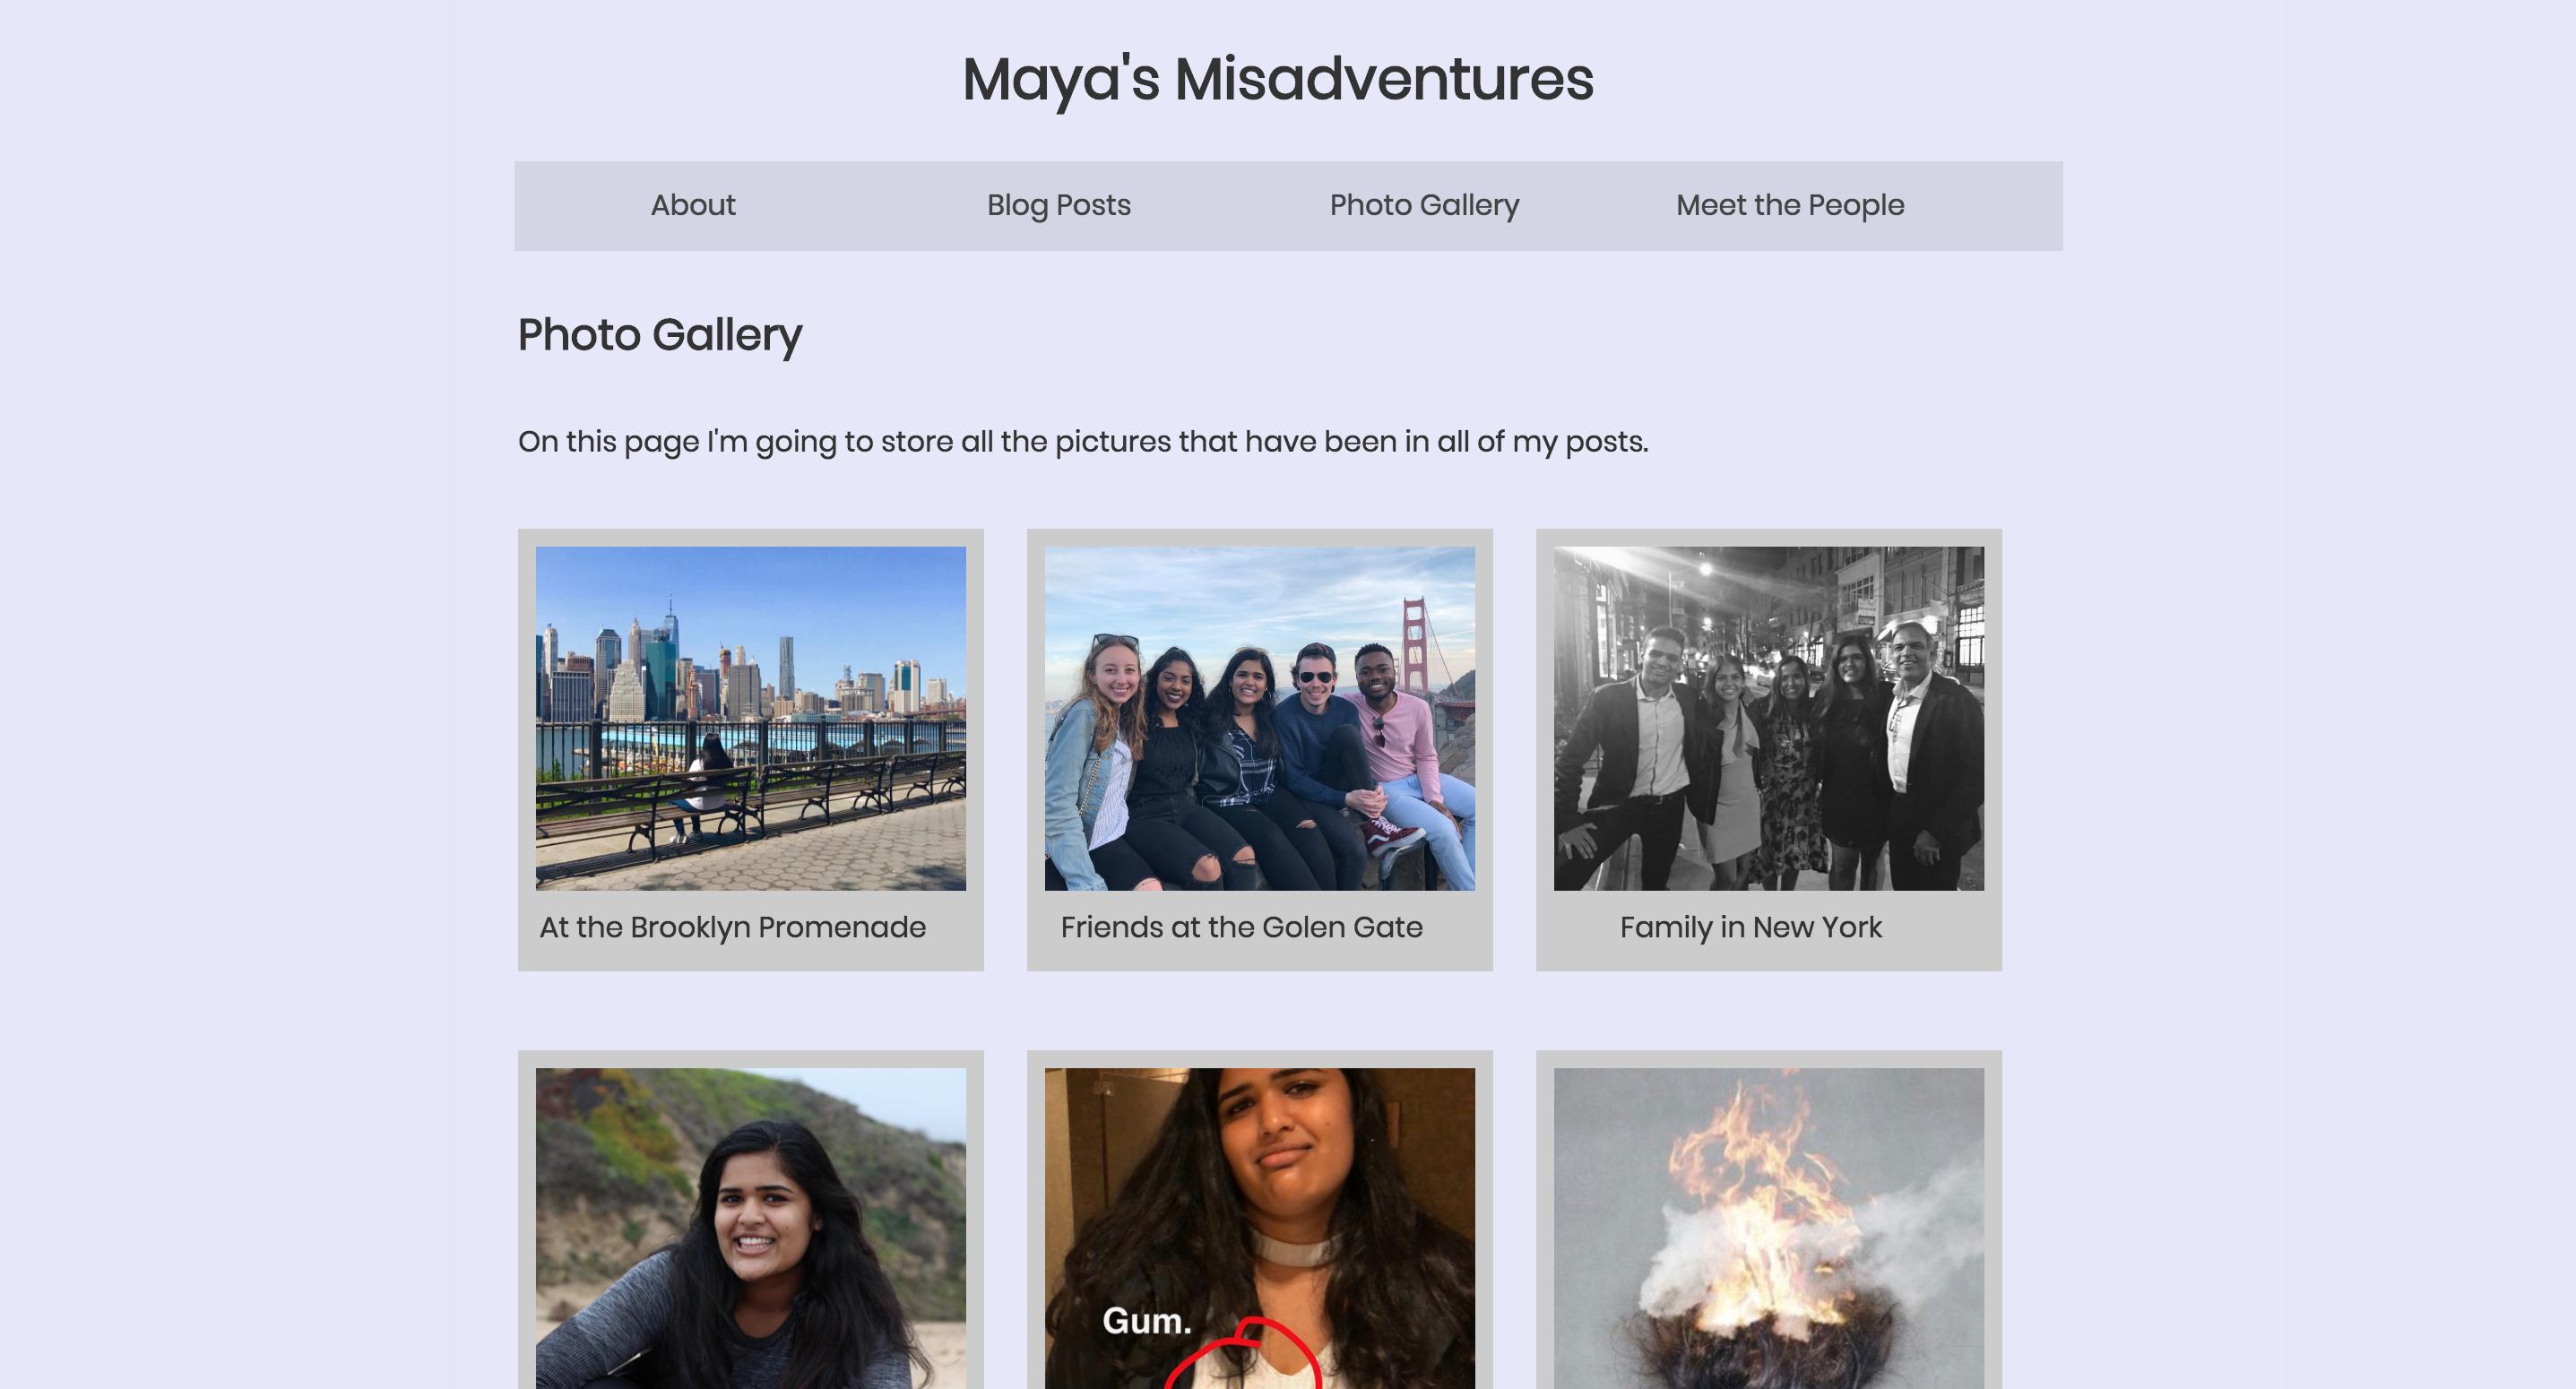 Maya's Misadventures
About Blog Posts Photo Gallery Meet the People
Photo Gallery
On this page I'm going to store all the pictures that have been in all of my posts.
At the Brooklyn Promenade
Friends at the Golen Gate
Family in New York
Gum.